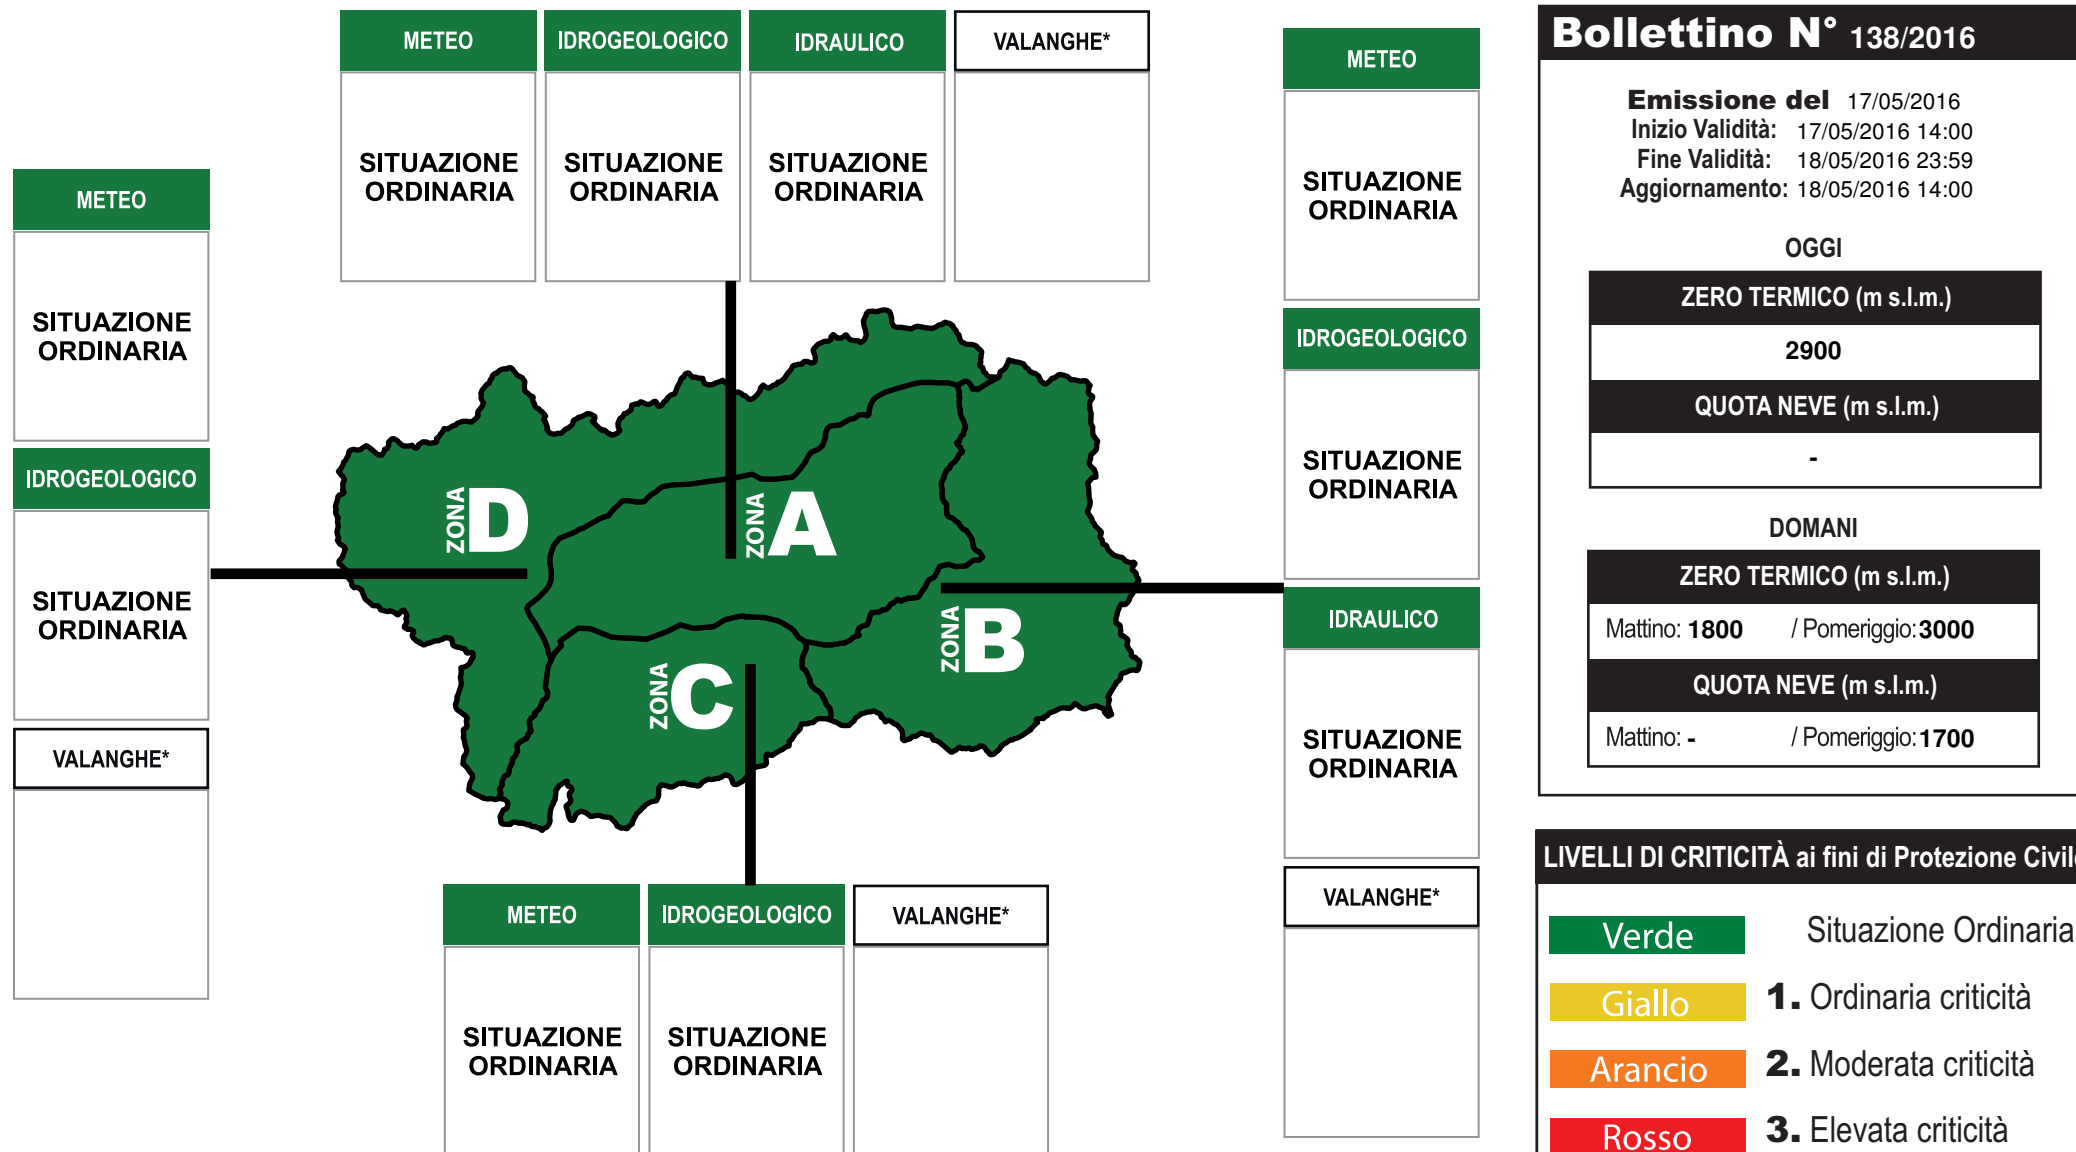 METEO IDROGEOLOGICO IDRAULICO VALANGHE*
SITUAZIONE ORDINARIA
SITUAZIONE ORDINARIA
SITUAZIONE ORDINARIA
METEO
SITUAZIONE
ORDINARIA
IDROGEOLOGICO
SITUAZIONE
ORDINARIA
VALANGHE*
ZONA D
ZONA A
ZONA B
ZONA C
METEO
SITUAZIONE
ORDINARIA
IDROGEOLOGICO
SITUAZIONE
ORDINARIA
IDRAULICO
SITUAZIONE
ORDINARIA
VALANGHE*
METEO IDROGEOLOGICO VALANGHE*
SITUAZIONE ORDINARIA
SITUAZIONE ORDINARIA
Bollettino N° 138/2016
Emissione del 17/05/2016
Inizio Validità: 17/05/2016 14:00
Fine Validità: 18/05/2016 23:59
Aggiornamento: 18/05/2016 14:00
OGGI
ZERO TERMICO (m s.l.m.)
2900
QUOTA NEVE (m s.l.m.)
-
DOMANI
ZERO TERMICO (m s.l.m.)
Mattino: 1800 / Pomeriggio: 3000
QUOTA NEVE (m s.l.m.)
Mattino: - / Pomeriggio: 1700
LIVELLI DI CRITICITÀ ai fini di Protezione Civile
Verde Situazione Ordinaria
Giallo 1. Ordinaria criticità
Arancio 2. Moderata criticità
Rosso 3. Elevata criticità